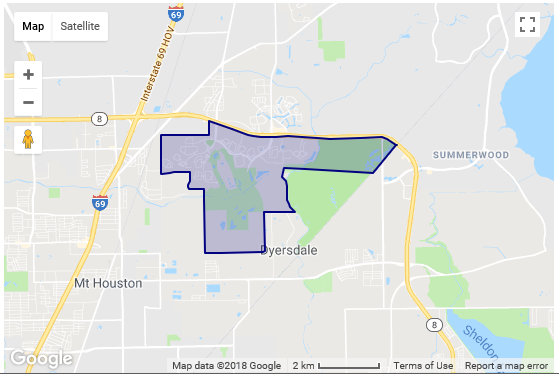 Map Satellite
69
Interstate 69 HOV
8
SUMMERWOOD
69
Dyersdale
Mt Houston
8
Sheldon
Google
Map data ©2018 Google 2 km Terms of Use Report a map error